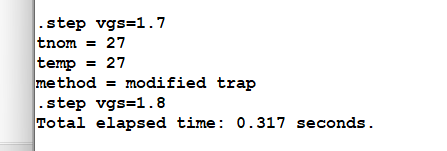 .step vgs=1.7
tnom = 27
temp = 27
method = modified trap
.step vgs=1.8
Total elapsed time: 0.317 seconds.